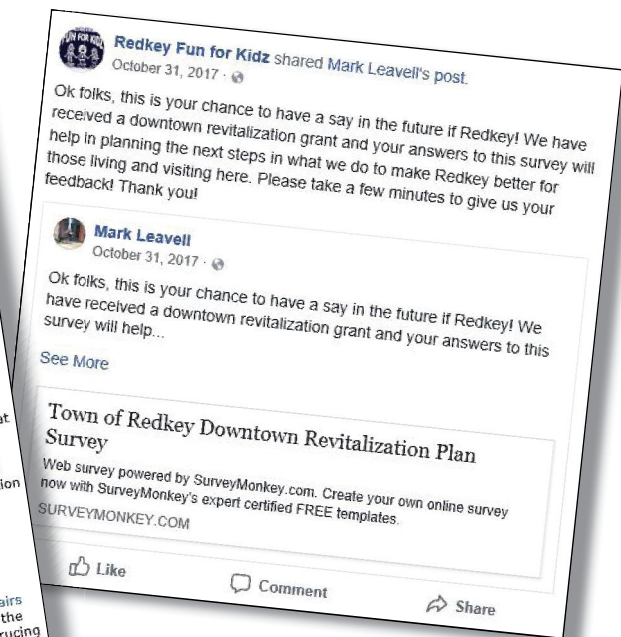 Redkey Fun for Kidz shared Mark Leavell's post.
October 31, 2017 ·
Ok folks, this is your chance to have a say in the future if Redkey! We have
received a downtown revitalization grant and your answers to this survey will
help in planning the next steps in what we do to make Redkey better for
those living and visiting here. Please take a few minutes to give us your
feedback! Thank you!
Mark Leavell
October 31, 2017 ·
Ok folks, this is your chance to have a say in the future if Redkey! We
have received a downtown revitalization grant and your answers to this
survey will help...
See More
Town of Redkey Downtown Revitalization Plan
Survey
Web survey powered by SurveyMonkey.com. Create your own online survey
now with SurveyMonkey's expert certified FREE templates.
SURVEYMONKEY.COM
Like Comment Share
at
ion
airs
the